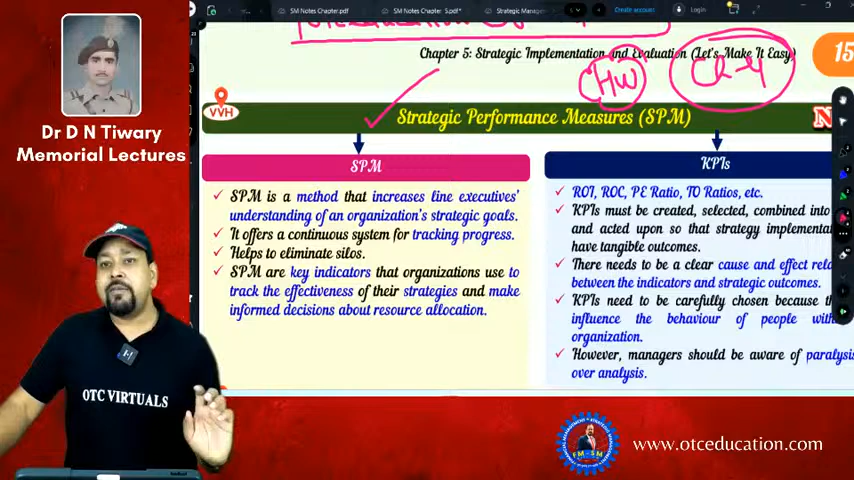 SM Notes Chapter.pdf
SM Notes Chapter 5.pdf*
Strategic Manage
Create account
Login
Chapter 5: Strategic Implementation and Evaluation (Let's Make It Easy)
15
HW
Ch-4
VVH
Strategic Performance Measures (SPM)
N
SPM
SPM is a method that increases line executives'
understanding of an organization's strategic goals.
It offers a continuous system for tracking progress.
Helps to eliminate silos.
SPM are key indicators that organizations use to
track the effectiveness of their strategies and make
informed decisions about resource allocation.
KPIs
ROI, ROC, PE Ratio, TO Ratios, etc.
KPIs must be created, selected, combined into
and acted upon so that strategy implementa
have tangible outcomes.
There needs to be a clear cause and effect rela
between the indicators and strategic outcomes.
KPIs need to be carefully chosen because th
influence the behaviour of people with
organization.
However, managers should be aware of paralysis
over analysis.
Dr D N Tiwary
Memorial Lectures
OTC VIRTUALS
FM-SM
www.otceducation.com